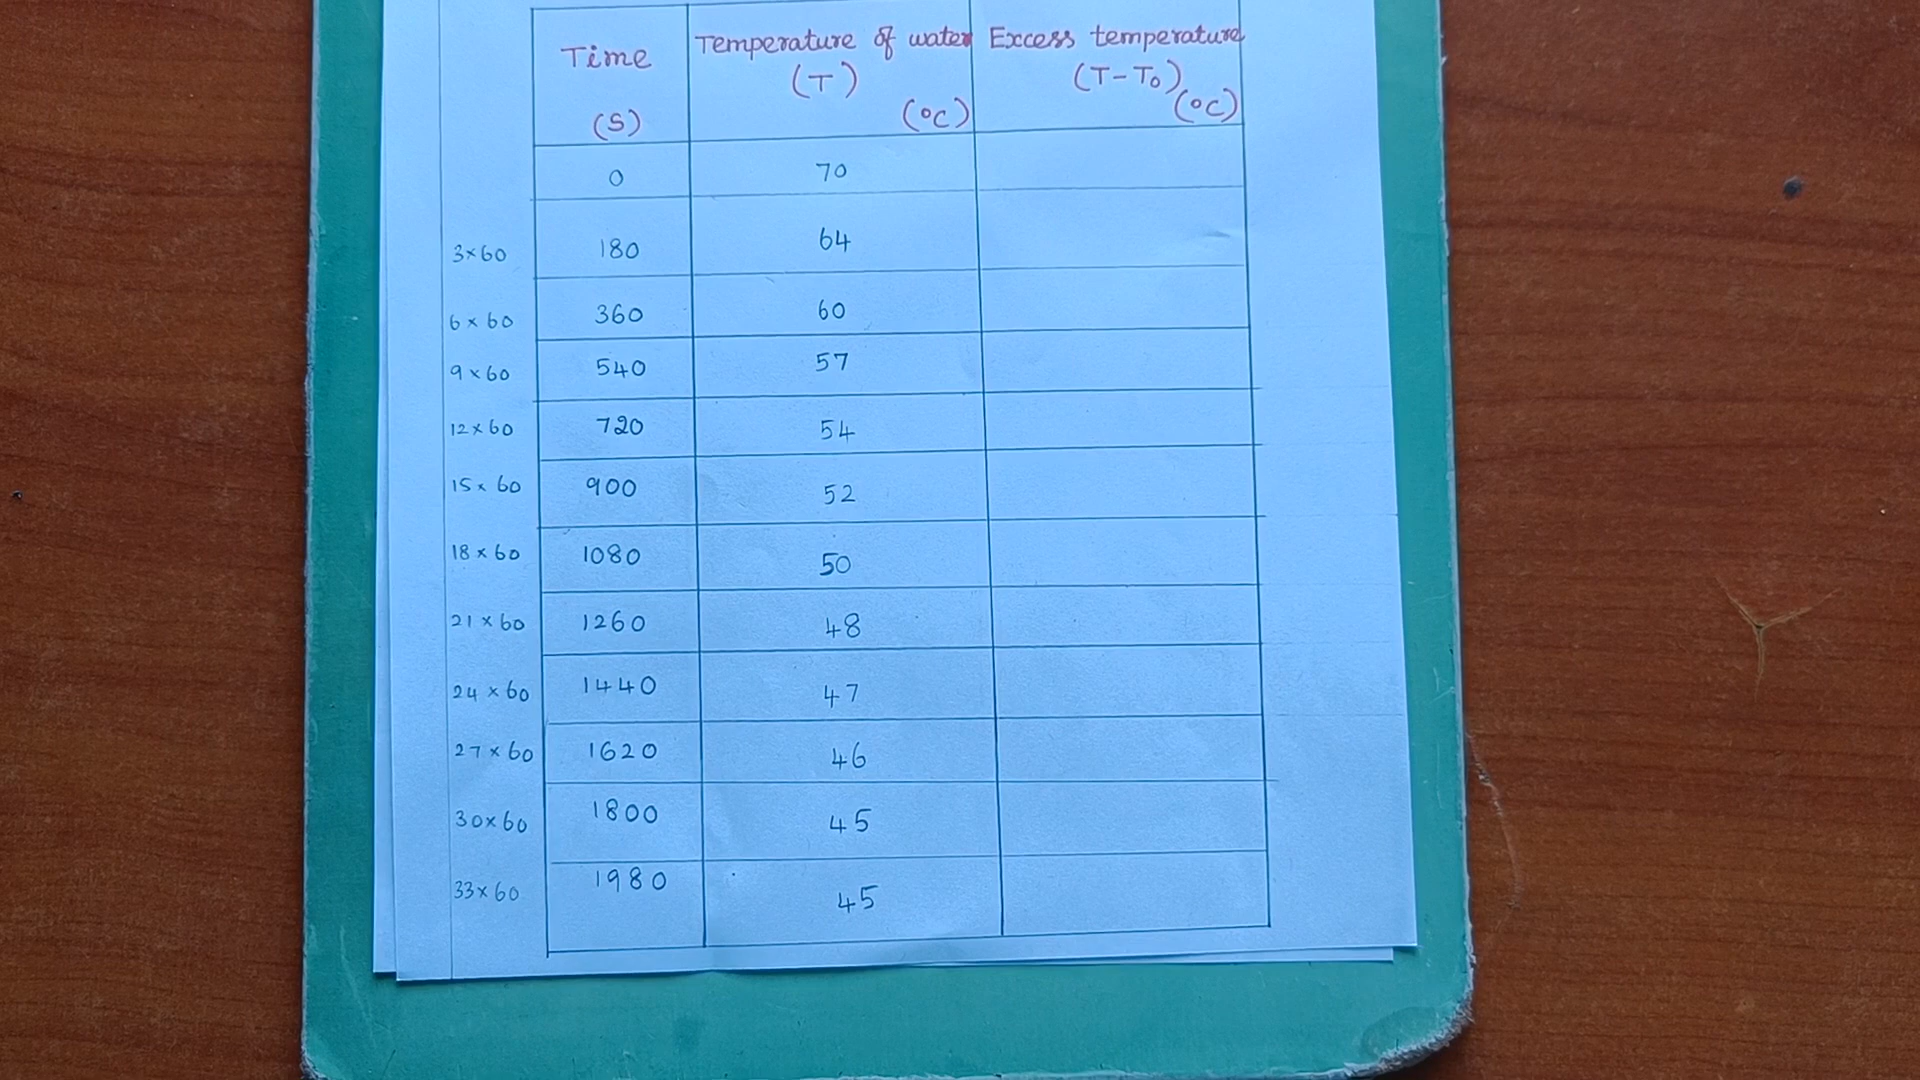 Time Temperature of water Excess temperature
(T) (T-T₀)
(S) (°C) (°C)
0 70
3×60 180 64
6×60 360 60
9×60 540 57
12×60 720 54
15×60 900 52
18×60 1080 50
21×60 1260 48
24×60 1440 47
27×60 1620 46
30×60 1800 45
33×60 1980 45